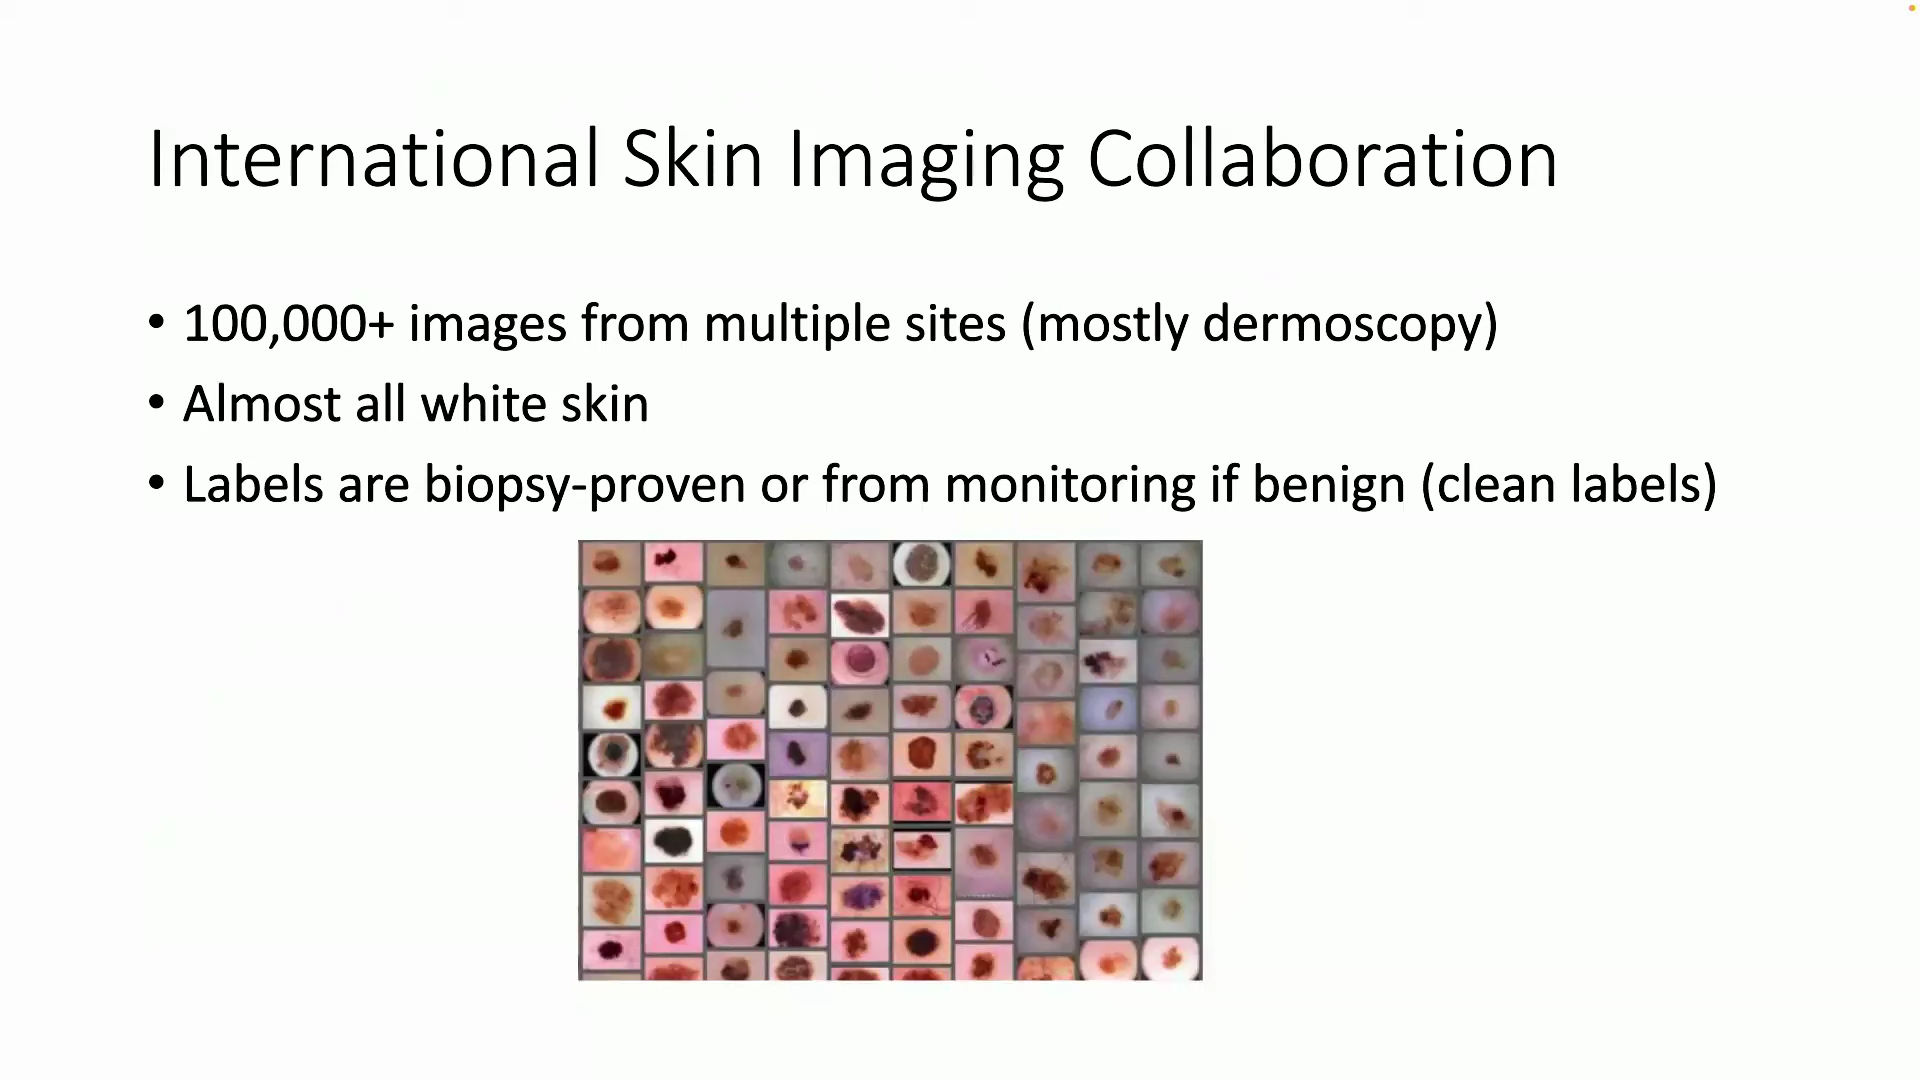 International Skin Imaging Collaboration
• 100,000+ images from multiple sites (mostly dermoscopy)
• Almost all white skin
• Labels are biopsy-proven or from monitoring if benign (clean labels)